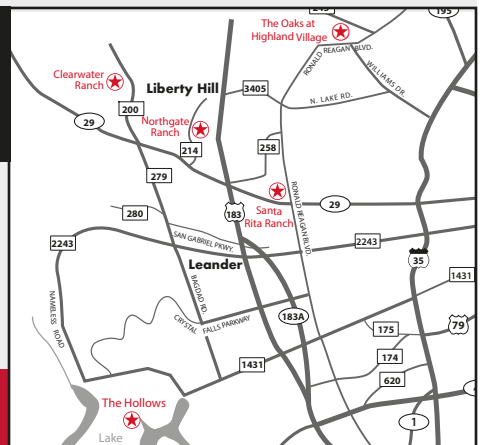 195
The Oaks at
Highland Village
RONALD REAGAN BLVD.
WILLIAMS DR.
Clearwater
Ranch
Liberty Hill
3405
N. LAKE RD.
200
29
Northgate
Ranch
214
258
279
RONALD REAGAN BLVD.
280
183
Santa
Rita Ranch
29
2243
SAN GABRIEL PKWY.
2243
Leander
35
1431
BAGDAD RD.
NAMELESS ROAD
CRYSTAL FALLS PARKWAY
183A
175
79
1431
174
620
The Hollows
1
Lake